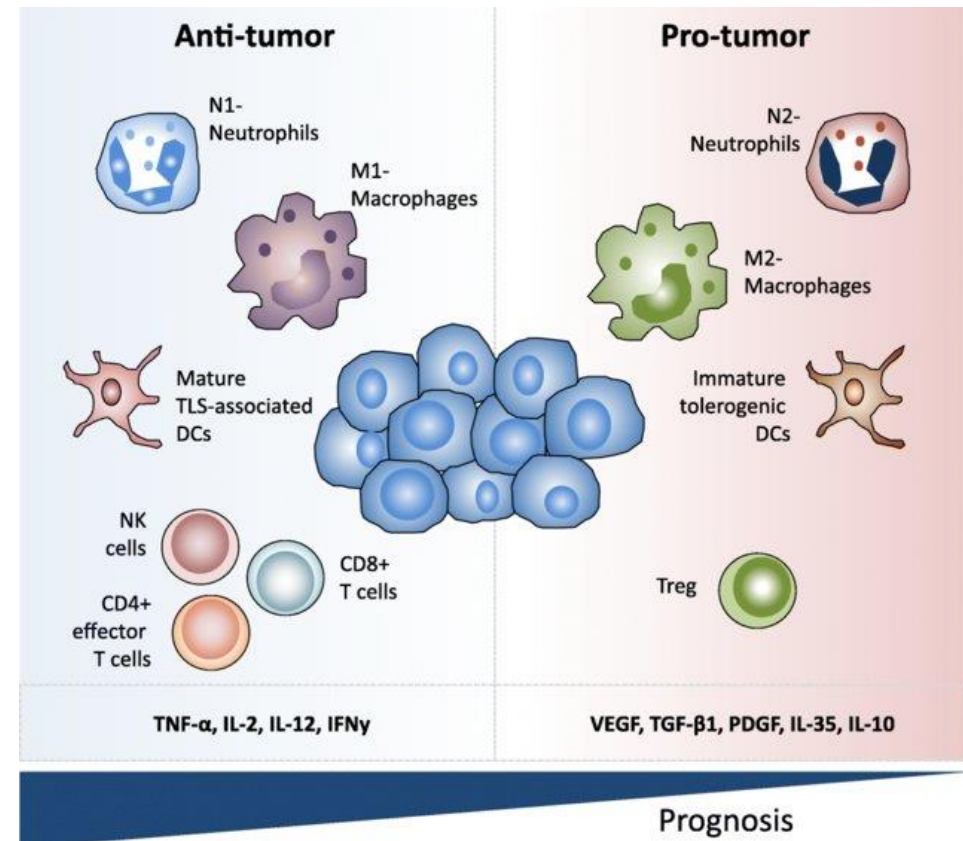 Anti-tumor
Pro-tumor
N1-
Neutrophils
N2-
Neutrophils
M1-
Macrophages
M2-
Macrophages
Mature
TLS-associated
DCs
Immature
tolerogenic
DCs
NK
cells
CD8+
T cells
CD4+
effector
T cells
Treg
TNF-α, IL-2, IL-12, IFNy
VEGF, TGF-β1, PDGF, IL-35, IL-10
Prognosis